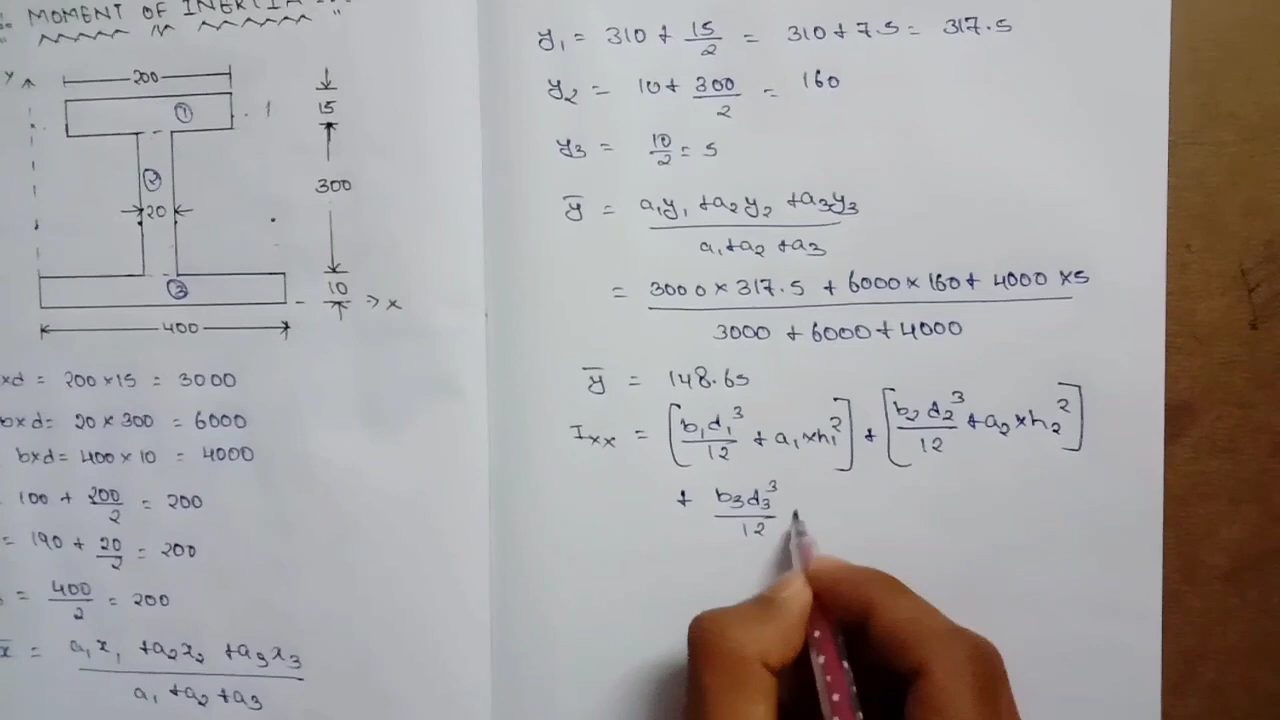 MOMENT OF INERTIA
Y
200
①
15
②
300
20
③
10
x
400
xd = 200 × 15 = 3000
bxd = 20 × 300 = 6000
bxd = 400 × 10 = 4000
100 + 200/2 = 200
= 190 + 20/2 = 200
= 400/2 = 200
x̄ = a₁x₁ + a₂x₂ + a₃x₃ / a₁ + a₂ + a₃
y₁ = 310 + 15/2 = 310 + 7.5 = 317.5
y₂ = 10 + 300/2 = 160
y₃ = 10/2 = 5
ȳ = a₁y₁ + a₂y₂ + a₃y₃ / a₁ + a₂ + a₃
= 3000 × 317.5 + 6000 × 160 + 4000 × 5 / 3000 + 6000 + 4000
ȳ = 148.65
Ixx = [b₁d₁³/12 + a₁ × h₁²] + [b₂d₂³/12 + a₂ × h₂²]
+ b₃d₃³/12